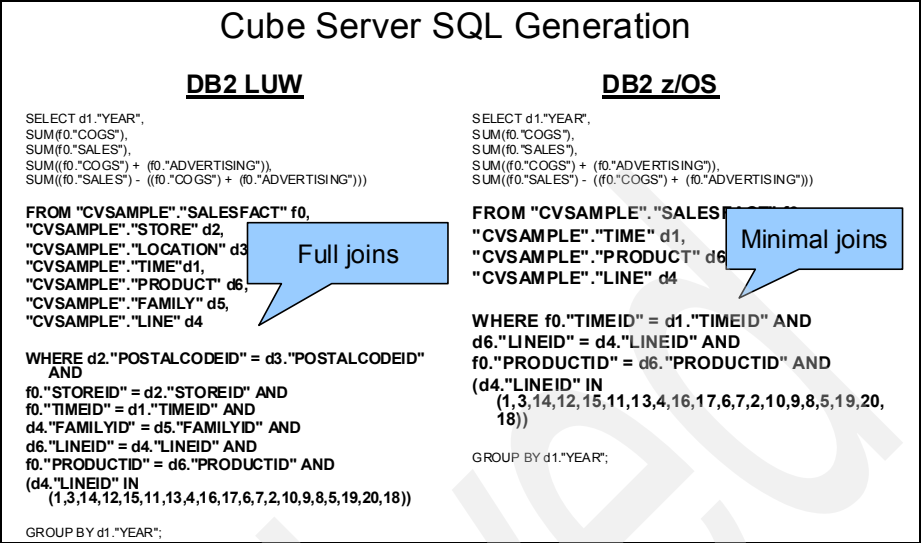 Cube Server SQL Generation
DB2 LUW
SELECT d1."YEAR",
SUM(f0."COGS"),
SUM(f0."SALES"),
SUM((f0."COGS") + (f0."ADVERTISING")),
SUM((f0."SALES") - ((f0."COGS") + (f0."ADVERTISING")))
FROM "CVSAMPLE"."SALESFACT" f0,
"CVSAMPLE"."STORE" d2,
"CVSAMPLE"."LOCATION" d3
"CVSAMPLE"."TIME"d1,
"CVSAMPLE"."PRODUCT" d6,
"CVSAMPLE"."FAMILY" d5,
"CVSAMPLE"."LINE" d4
Full joins
WHERE d2."POSTALCODEID" = d3."POSTALCODEID"
AND
f0."STOREID" = d2."STOREID" AND
f0."TIMEID" = d1."TIMEID" AND
d4."FAMILYID" = d5."FAMILYID" AND
d6."LINEID" = d4."LINEID" AND
f0."PRODUCTID" = d6."PRODUCTID" AND
(d4."LINEID" IN
(1,3,14,12,15,11,13,4,16,17,6,7,2,10,9,8,5,19,20,18))
GROUP BY d1."YEAR";
DB2 z/OS
SELECT d1."YEAR",
SUM(f0."COGS"),
SUM(f0."SALES"),
SUM((f0."COGS") + (f0."ADVERTISING")),
SUM((f0."SALES") - ((f0."COGS") + (f0."ADVERTISING")))
FROM "CVSAMPLE"."SALESFACT" f0,
"CVSAMPLE"."TIME" d1,
"CVSAMPLE"."PRODUCT" d6
"CVSAMPLE"."LINE" d4
Minimal joins
WHERE f0."TIMEID" = d1."TIMEID" AND
d6."LINEID" = d4."LINEID" AND
f0."PRODUCTID" = d6."PRODUCTID" AND
(d4."LINEID" IN
(1,3,14,12,15,11,13,4,16,17,6,7,2,10,9,8,5,19,20,
18))
GROUP BY d1."YEAR";